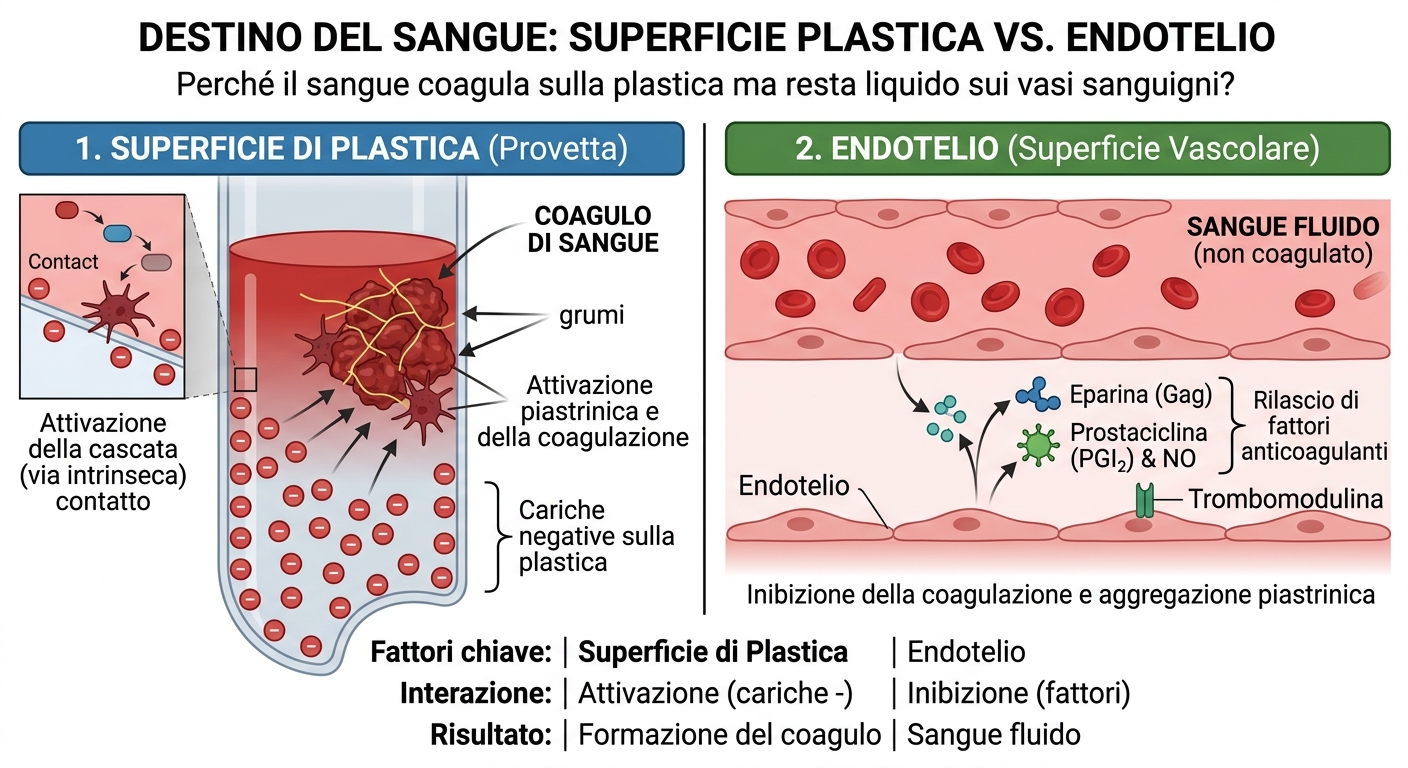 DESTINO DEL SANGUE: SUPERFICIE PLASTICA VS. ENDOTELIO
Perché il sangue coagula sulla plastica ma resta liquido sui vasi sanguigni?
1. SUPERFICIE DI PLASTICA (Provetta)
Contact
Attivazione
della cascata
(via intrinseca)
contatto
COAGULO
DI SANGUE
grumi
Attivazione
piastrinica e
della coagulazione
Cariche
negative sulla
plastica
2. ENDOTELIO (Superficie Vascolare)
SANGUE FLUIDO
(non coagulato)
Eparina (Gag)
Prostaciclina
(PGI₂) & NO
Rilascio di
fattori
anticoagulanti
Endotelio
Trombomodulina
Inibizione della coagulazione e aggregazione piastrinica
Fattori chiave: | Superficie di Plastica | Endotelio
Interazione: | Attivazione (cariche -) | Inibizione (fattori)
Risultato: | Formazione del coagulo | Sangue fluido